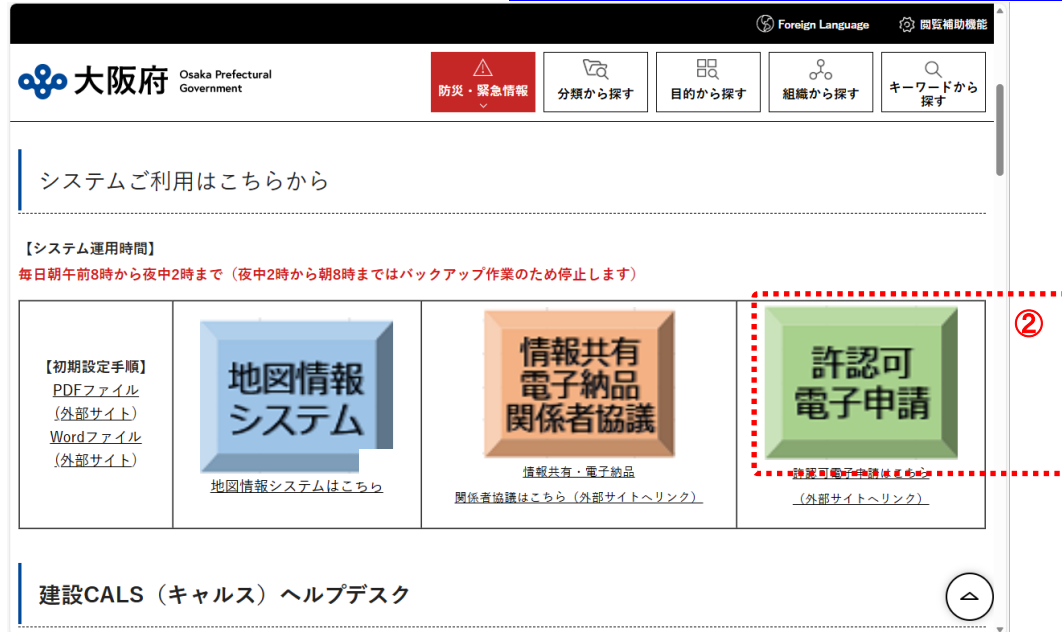 Foreign Language
閲覧補助機能
大阪府
Osaka Prefectural
Government
防災・緊急情報
分類から探す
目的から探す
組織から探す
キーワードから
探す
システムご利用はこちらから
【システム運用時間】
毎日朝午前8時から夜中2時まで（夜中2時から朝8時まではバックアップ作業のため停止します）
【初期設定手順】
PDFファイル
（外部サイト）
Wordファイル
（外部サイト）
地図情報
システム
地図情報システムはこちら
情報共有
電子納品
関係者協議
情報共有・電子納品
関係者協議はこちら（外部サイトへリンク）
許認可
電子申請
許認可電子申請はこちら
（外部サイトへリンク）
②
建設CALS（キャルス）ヘルプデスク